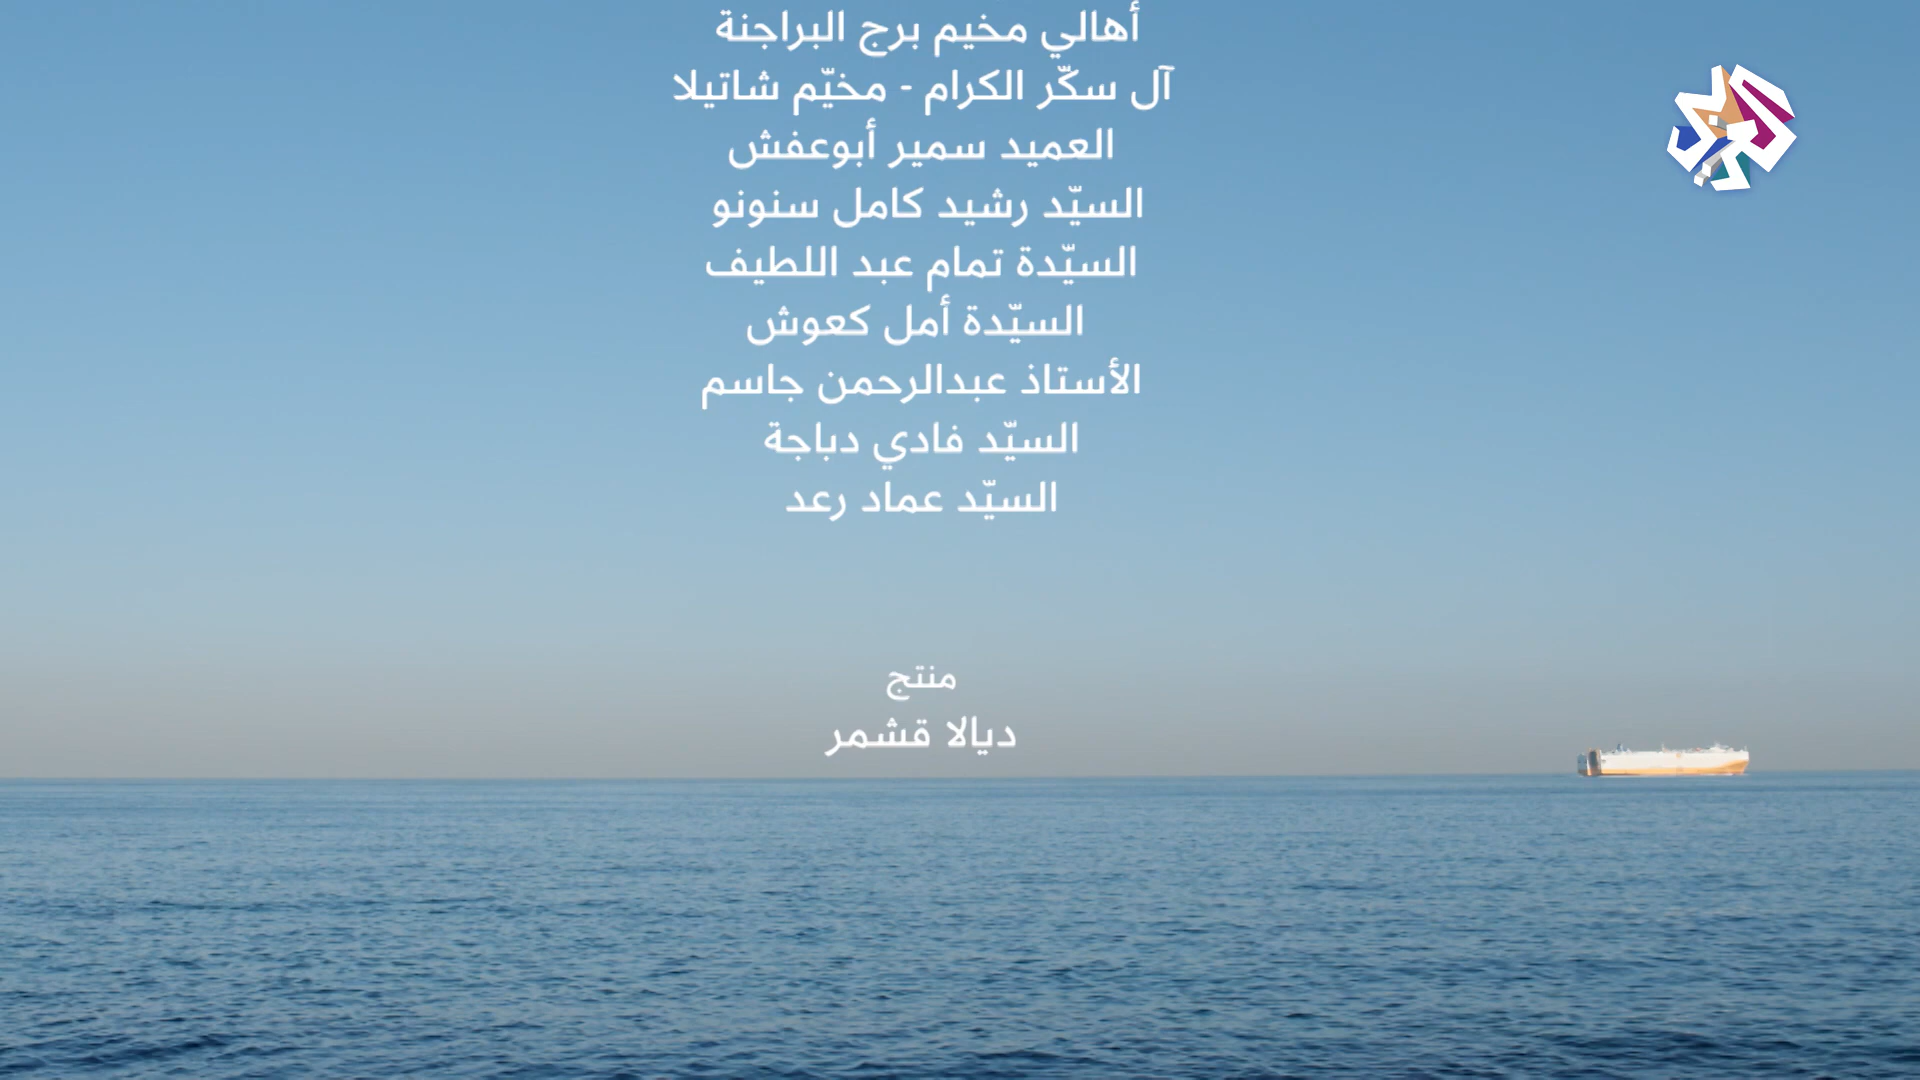 أهالي مخيم برج البراجنة
آل سكّر الكرام - مخيّم شاتيلا
العميد سمير أبوعفش
السيّد رشيد كامل سنونو
السيّدة تمام عبد اللطيف
السيّدة أمل كعوش
الأستاذ عبدالرحمن جاسم
السيّد فادي دباجة
السيّد عماد رعد
منتج
ديالا قشمر